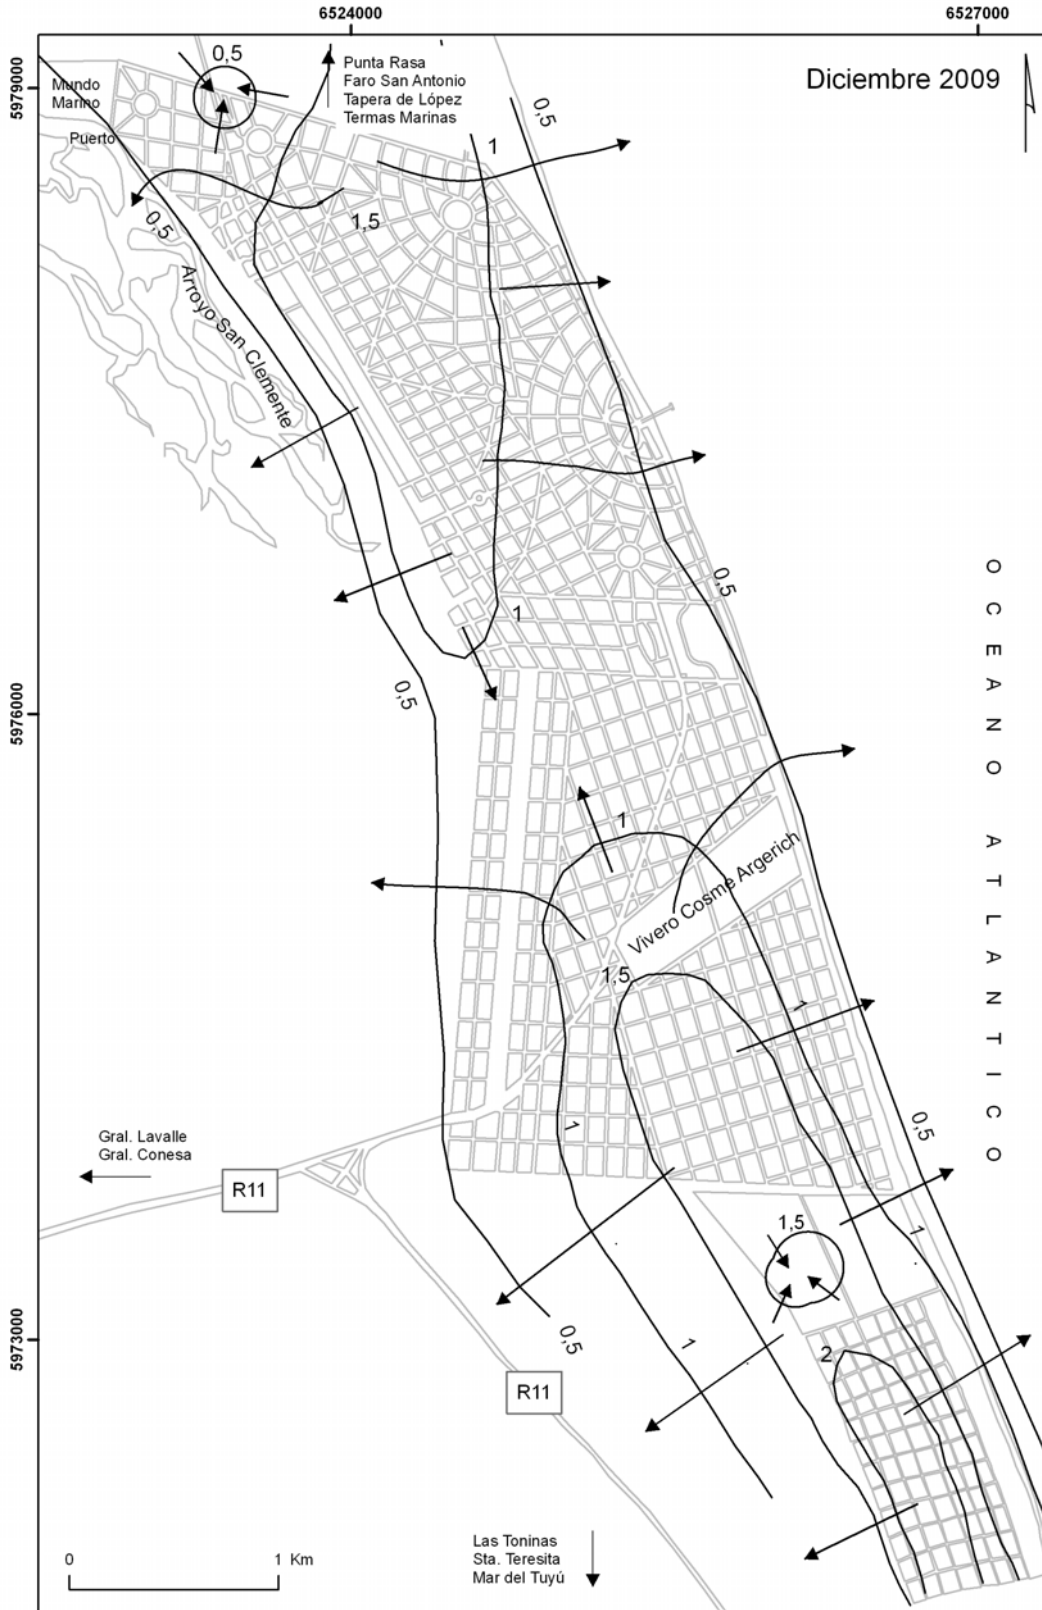 6524000
6527000
5979000
5976000
5973000
Diciembre 2009
Mundo
Marino
Puerto
0,5
Punta Rasa
Faro San Antonio
Tapera de López
Termas Marinas
1
0,5
1,5
0,5
Arroyo San Clemente
0,5
1
0,5
OCEANO ATLANTICO
1
Vivero Cosme Argerich
1,5
1
1
0,5
Gral. Lavalle
Gral. Conesa
R11
1,5
1
0,5
1
2
R11
0 1 Km
Las Toninas
Sta. Teresita
Mar del Tuyú